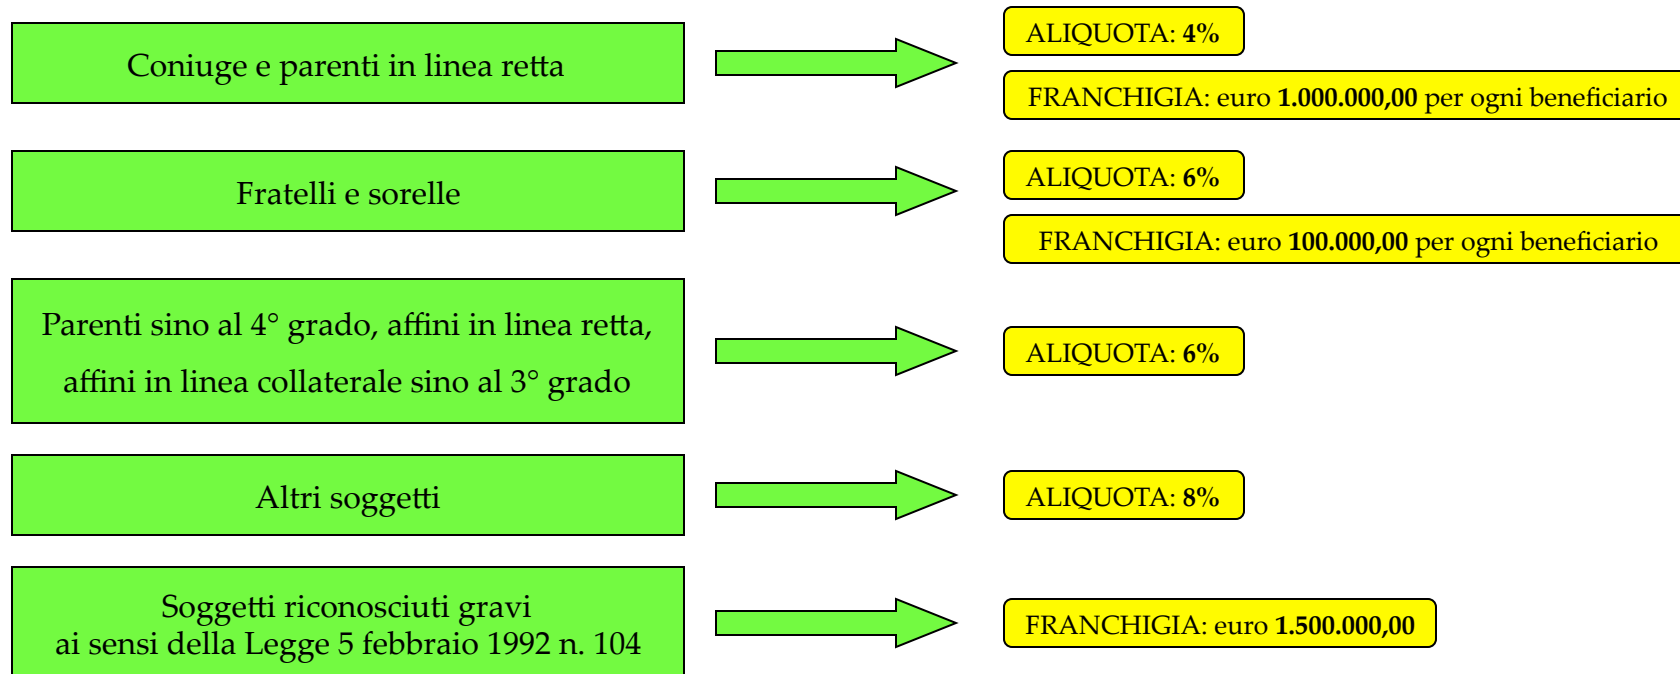 Coniuge e parenti in linea retta
ALIQUOTA: 4%
FRANCHIGIA: euro 1.000.000,00 per ogni beneficiario
Fratelli e sorelle
ALIQUOTA: 6%
FRANCHIGIA: euro 100.000,00 per ogni beneficiario
Parenti sino al 4° grado, affini in linea retta,
affini in linea collaterale sino al 3° grado
ALIQUOTA: 6%
Altri soggetti
ALIQUOTA: 8%
Soggetti riconosciuti gravi
ai sensi della Legge 5 febbraio 1992 n. 104
FRANCHIGIA: euro 1.500.000,00